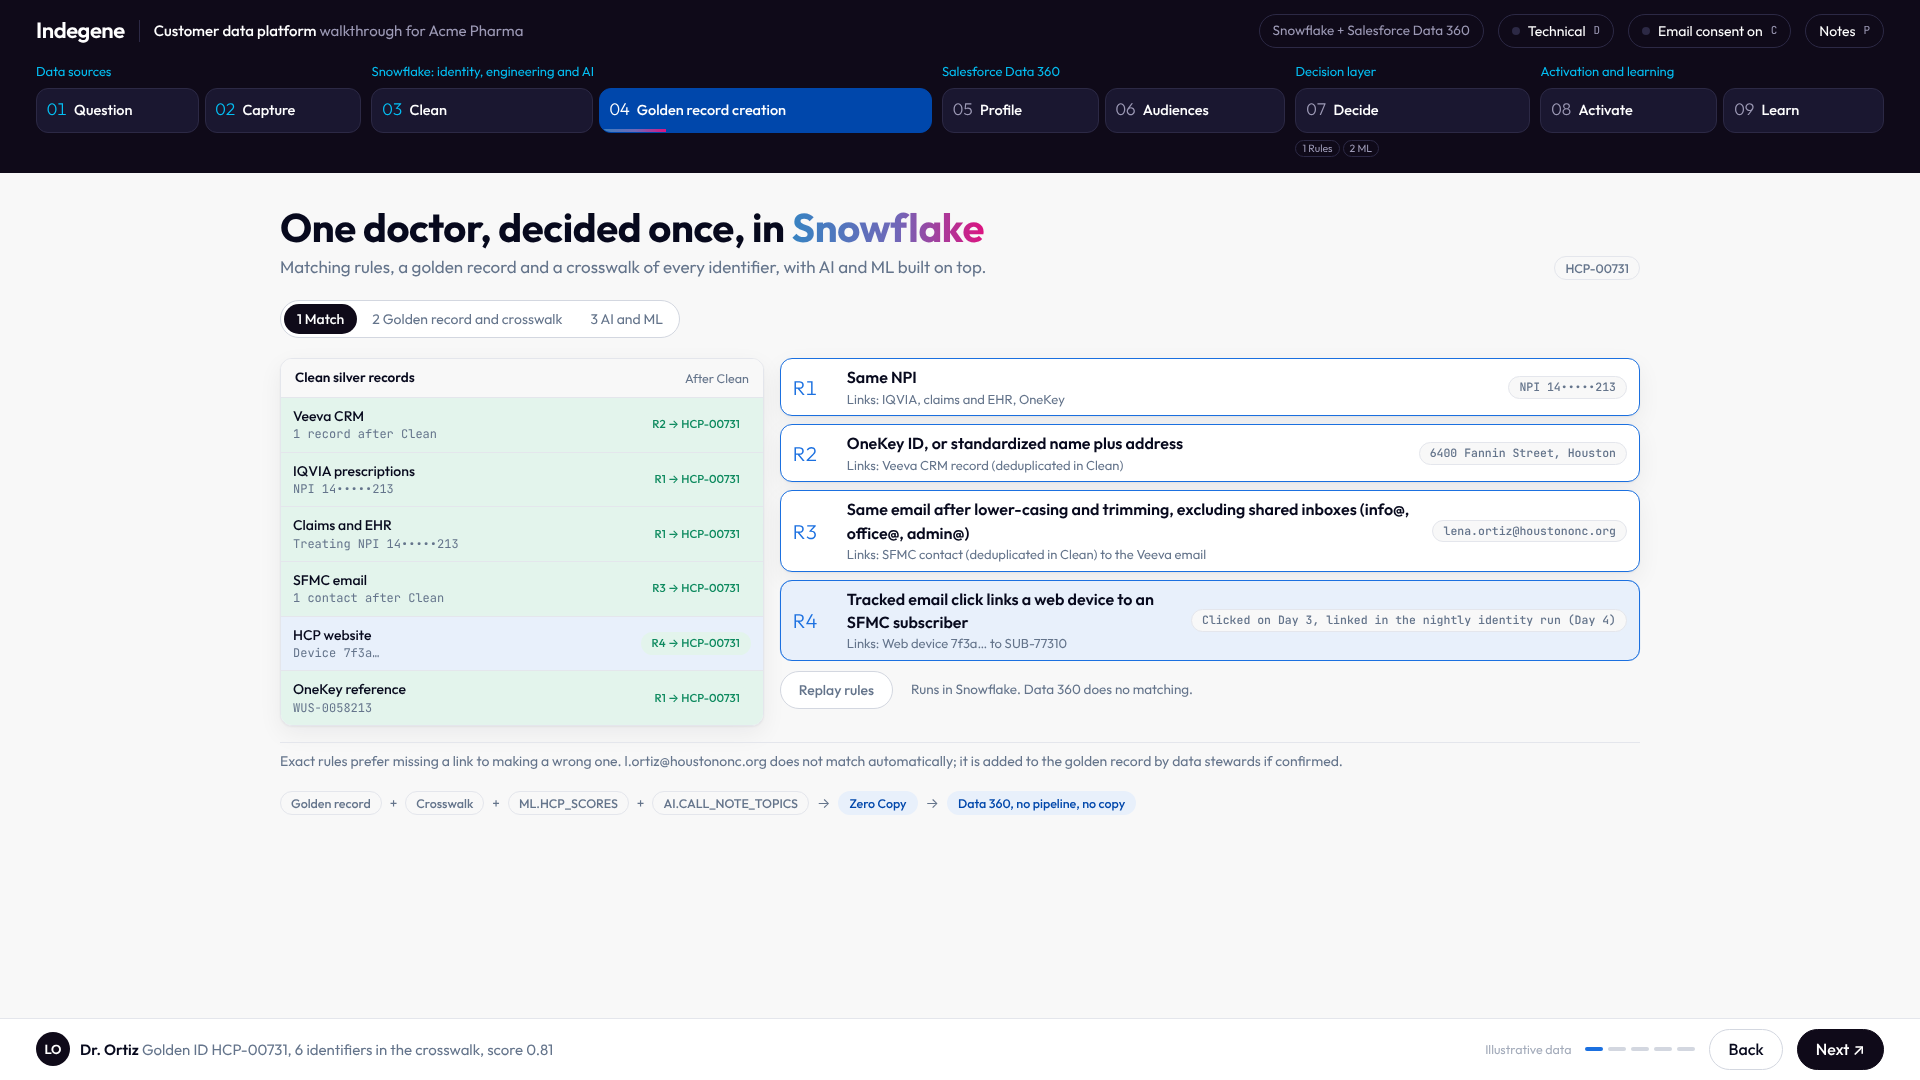 Indegene
Customer data platform walkthrough for Acme Pharma
Snowflake + Salesforce Data 360
Technical D
Email consent on C
Notes P
Data sources
Snowflake: identity, engineering and AI
Salesforce Data 360
Decision layer
Activation and learning
01 Question
02 Capture
03 Clean
04 Golden record creation
05 Profile
06 Audiences
07 Decide
08 Activate
09 Learn
1 Rules
2 ML
One doctor, decided once, in Snowflake
Matching rules, a golden record and a crosswalk of every identifier, with AI and ML built on top.
HCP-00731
1 Match
2 Golden record and crosswalk
3 AI and ML
Clean silver records
After Clean
Veeva CRM
1 record after Clean
R2 → HCP-00731
IQVIA prescriptions
NPI 14•••••213
R1 → HCP-00731
Claims and EHR
Treating NPI 14•••••213
R1 → HCP-00731
SFMC email
1 contact after Clean
R3 → HCP-00731
HCP website
Device 7f3a…
R4 → HCP-00731
OneKey reference
WUS-0058213
R1 → HCP-00731
R1
Same NPI
Links: IQVIA, claims and EHR, OneKey
NPI 14•••••213
R2
OneKey ID, or standardized name plus address
Links: Veeva CRM record (deduplicated in Clean)
6400 Fannin Street, Houston
R3
Same email after lower-casing and trimming, excluding shared inboxes (info@,
office@, admin@)
Links: SFMC contact (deduplicated in Clean) to the Veeva email
lena.ortiz@houstononc.org
R4
Tracked email click links a web device to an
SFMC subscriber
Links: Web device 7f3a… to SUB-77310
Clicked on Day 3, linked in the nightly identity run (Day 4)
Replay rules
Runs in Snowflake. Data 360 does no matching.
Exact rules prefer missing a link to making a wrong one. l.ortiz@houstononc.org does not match automatically; it is added to the golden record by data stewards if confirmed.
Golden record + Crosswalk + ML.HCP_SCORES + AI.CALL_NOTE_TOPICS → Zero Copy → Data 360, no pipeline, no copy
LO
Dr. Ortiz Golden ID HCP-00731, 6 identifiers in the crosswalk, score 0.81
Illustrative data
Back
Next ↗